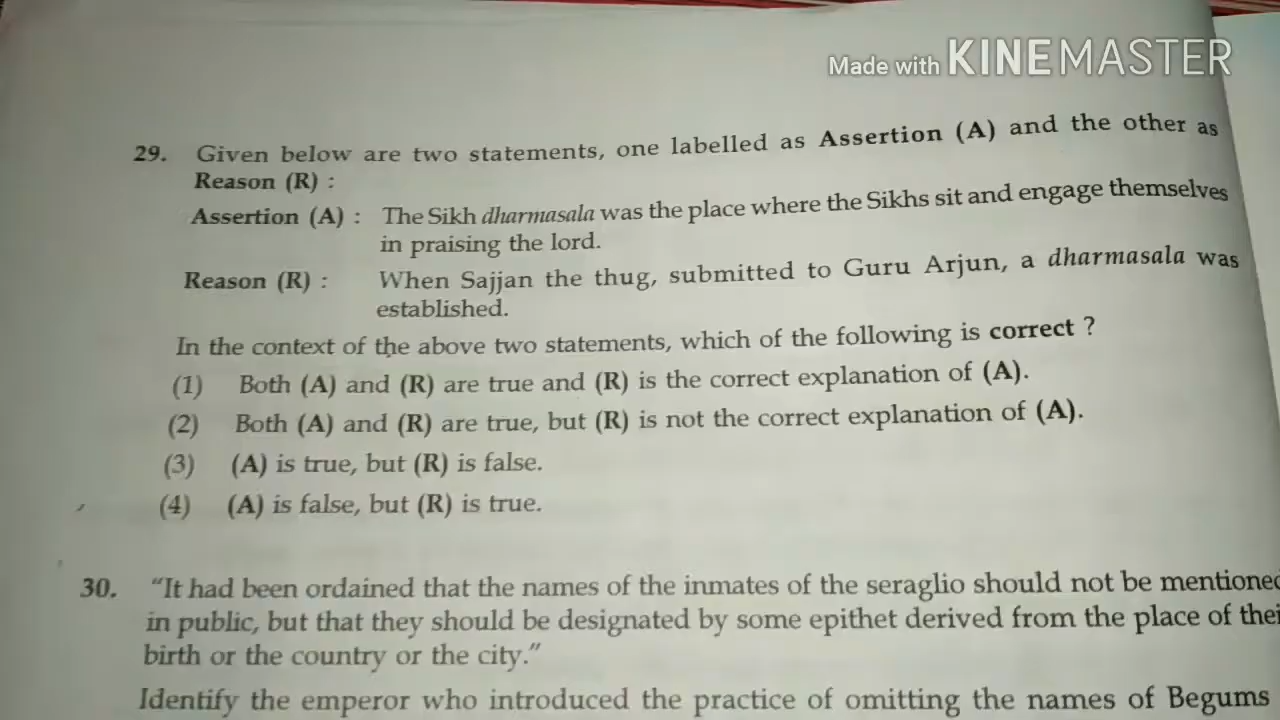 Made with KINEMASTER
29. Given below are two statements, one labelled as Assertion (A) and the other as
Reason (R) :
Assertion (A) : The Sikh dharmasala was the place where the Sikhs sit and engage themselves
in praising the lord.
Reason (R) : When Sajjan the thug, submitted to Guru Arjun, a dharmasala was
established.
In the context of the above two statements, which of the following is correct ?
(1) Both (A) and (R) are true and (R) is the correct explanation of (A).
(2) Both (A) and (R) are true, but (R) is not the correct explanation of (A).
(3) (A) is true, but (R) is false.
(4) (A) is false, but (R) is true.
30. "It had been ordained that the names of the inmates of the seraglio should not be mentioned
in public, but that they should be designated by some epithet derived from the place of thei
birth or the country or the city."
Identify the emperor who introduced the practice of omitting the names of Begums